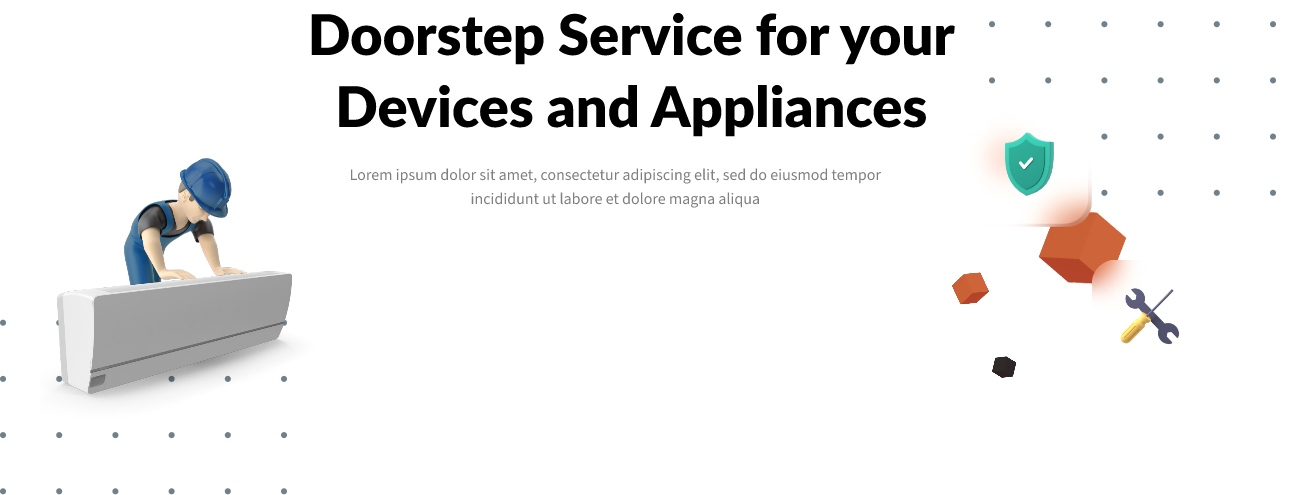 Doorstep Service for your
Devices and Appliances
Lorem ipsum dolor sit amet, consectetur adipiscing elit, sed do eiusmod tempor
incididunt ut labore et dolore magna aliqua